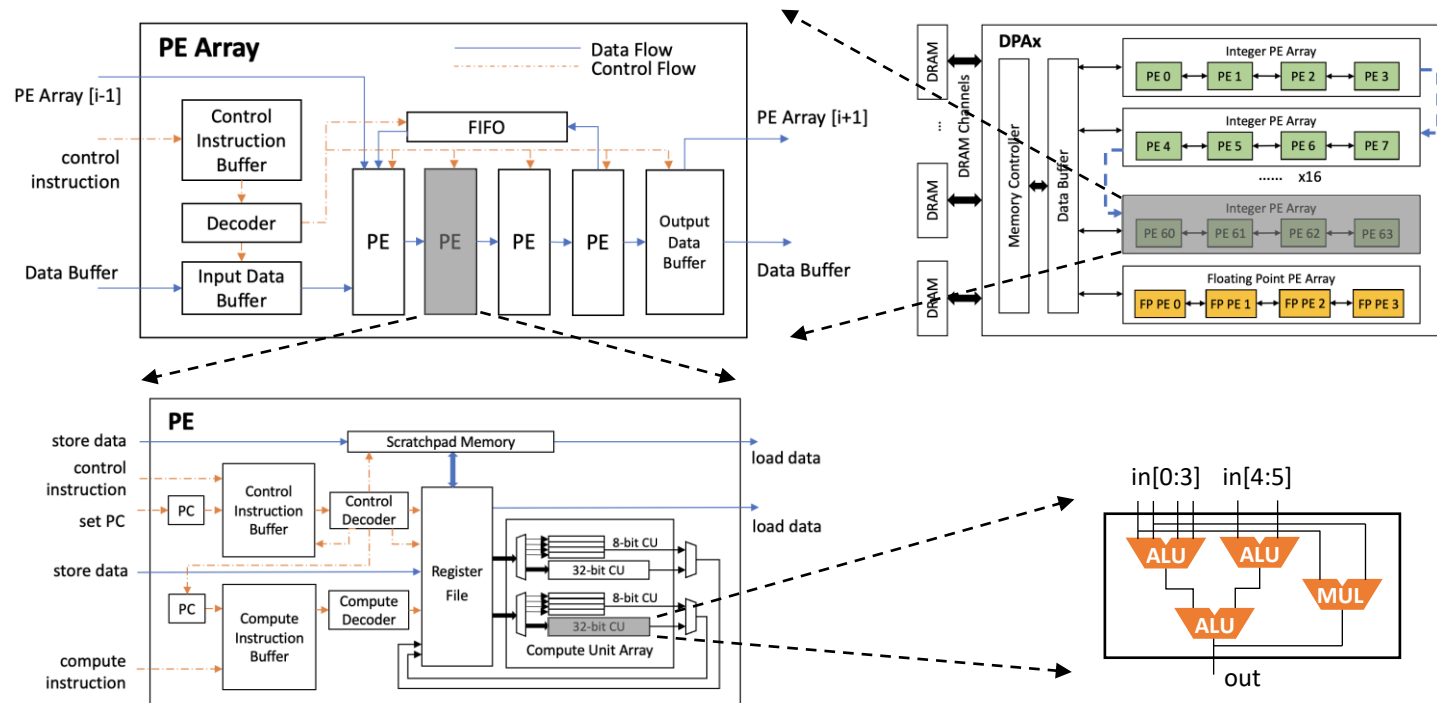 PE Array
Data Flow
Control Flow
PE Array [i-1]
control
instruction
Data Buffer
Control
Instruction
Buffer
Decoder
Input Data
Buffer
FIFO
PE
PE
PE
PE
Output
Data
Buffer
PE Array [i+1]
Data Buffer
DRAM
...
DRAM
DRAM
DRAM Channels
DPAx
Memory Controller
Data Buffer
Integer PE Array
PE 0
PE 1
PE 2
PE 3
Integer PE Array
PE 4
PE 5
PE 6
PE 7
...... x16
Integer PE Array
PE 60
PE 61
PE 62
PE 63
Floating Point PE Array
FP PE 0
FP PE 1
FP PE 2
FP PE 3
PE
store data
control
instruction
set PC
store data
compute
instruction
Scratchpad Memory
PC
Control
Instruction
Buffer
Control
Decoder
PC
Compute
Instruction
Buffer
Compute
Decoder
Register
File
8-bit CU
32-bit CU
8-bit CU
32-bit CU
Compute Unit Array
load data
load data
in[0:3]
in[4:5]
ALU
ALU
MUL
ALU
out